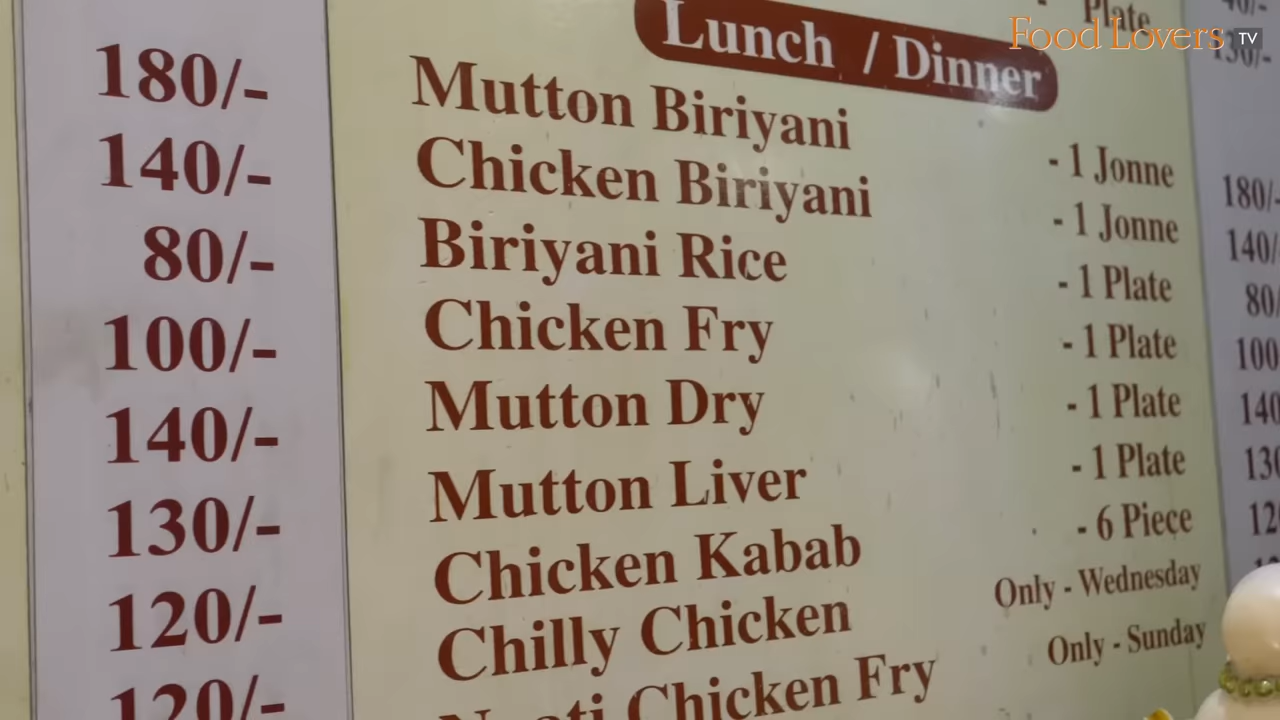 Plate
Food Lovers TV
Lunch / Dinner
130/-
180/- Mutton Biriyani - 1 Jonne 180/-
140/- Chicken Biriyani - 1 Jonne 140/
80/- Biriyani Rice - 1 Plate 80/
100/- Chicken Fry - 1 Plate 100
140/- Mutton Dry - 1 Plate 140
130/- Mutton Liver - 1 Plate 130
120/- Chicken Kabab - 6 Piece 12
120/- Chilly Chicken Only - Wednesday
Chicken Fry Only - Sunday